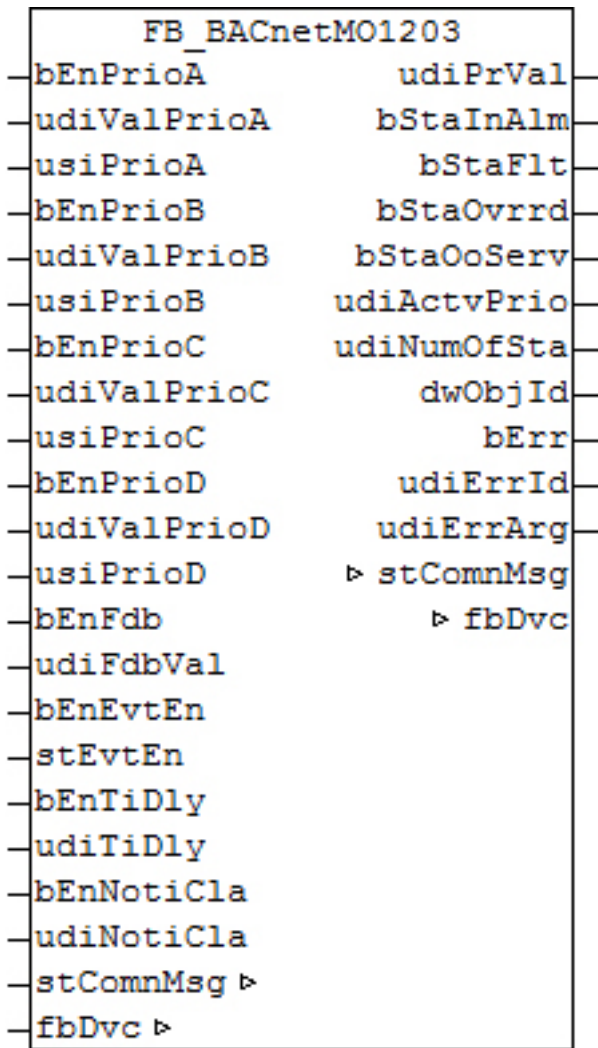 FB_BACnetMO1203
bEnPrioA udiPrVal
udiValPrioA bStaInAlm
usiPrioA bStaFlt
bEnPrioB bStaOvrrd
udiValPrioB bStaOoServ
usiPrioB udiActvPrio
bEnPrioC udiNumOfSta
udiValPrioC dwObjId
usiPrioC bErr
bEnPrioD udiErrId
udiValPrioD udiErrArg
usiPrioD ▷ stComnMsg
bEnFdb ▷ fbDvc
udiFdbVal
bEnEvtEn
stEvtEn
bEnTiDly
udiTiDly
bEnNotiCla
udiNotiCla
stComnMsg ▷
fbDvc ▷